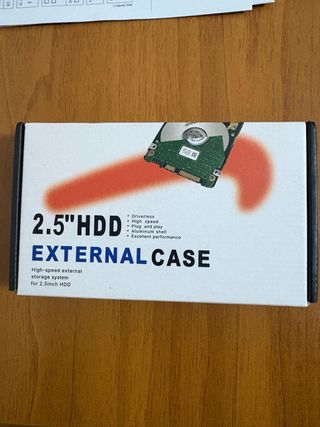 2.5"HDD
• Driverless
• High speed
• Plug and play
• Aluminum shell
• Excellent performance
EXTERNAL CASE
High-speed external
storage system
for 2.5inch HDD